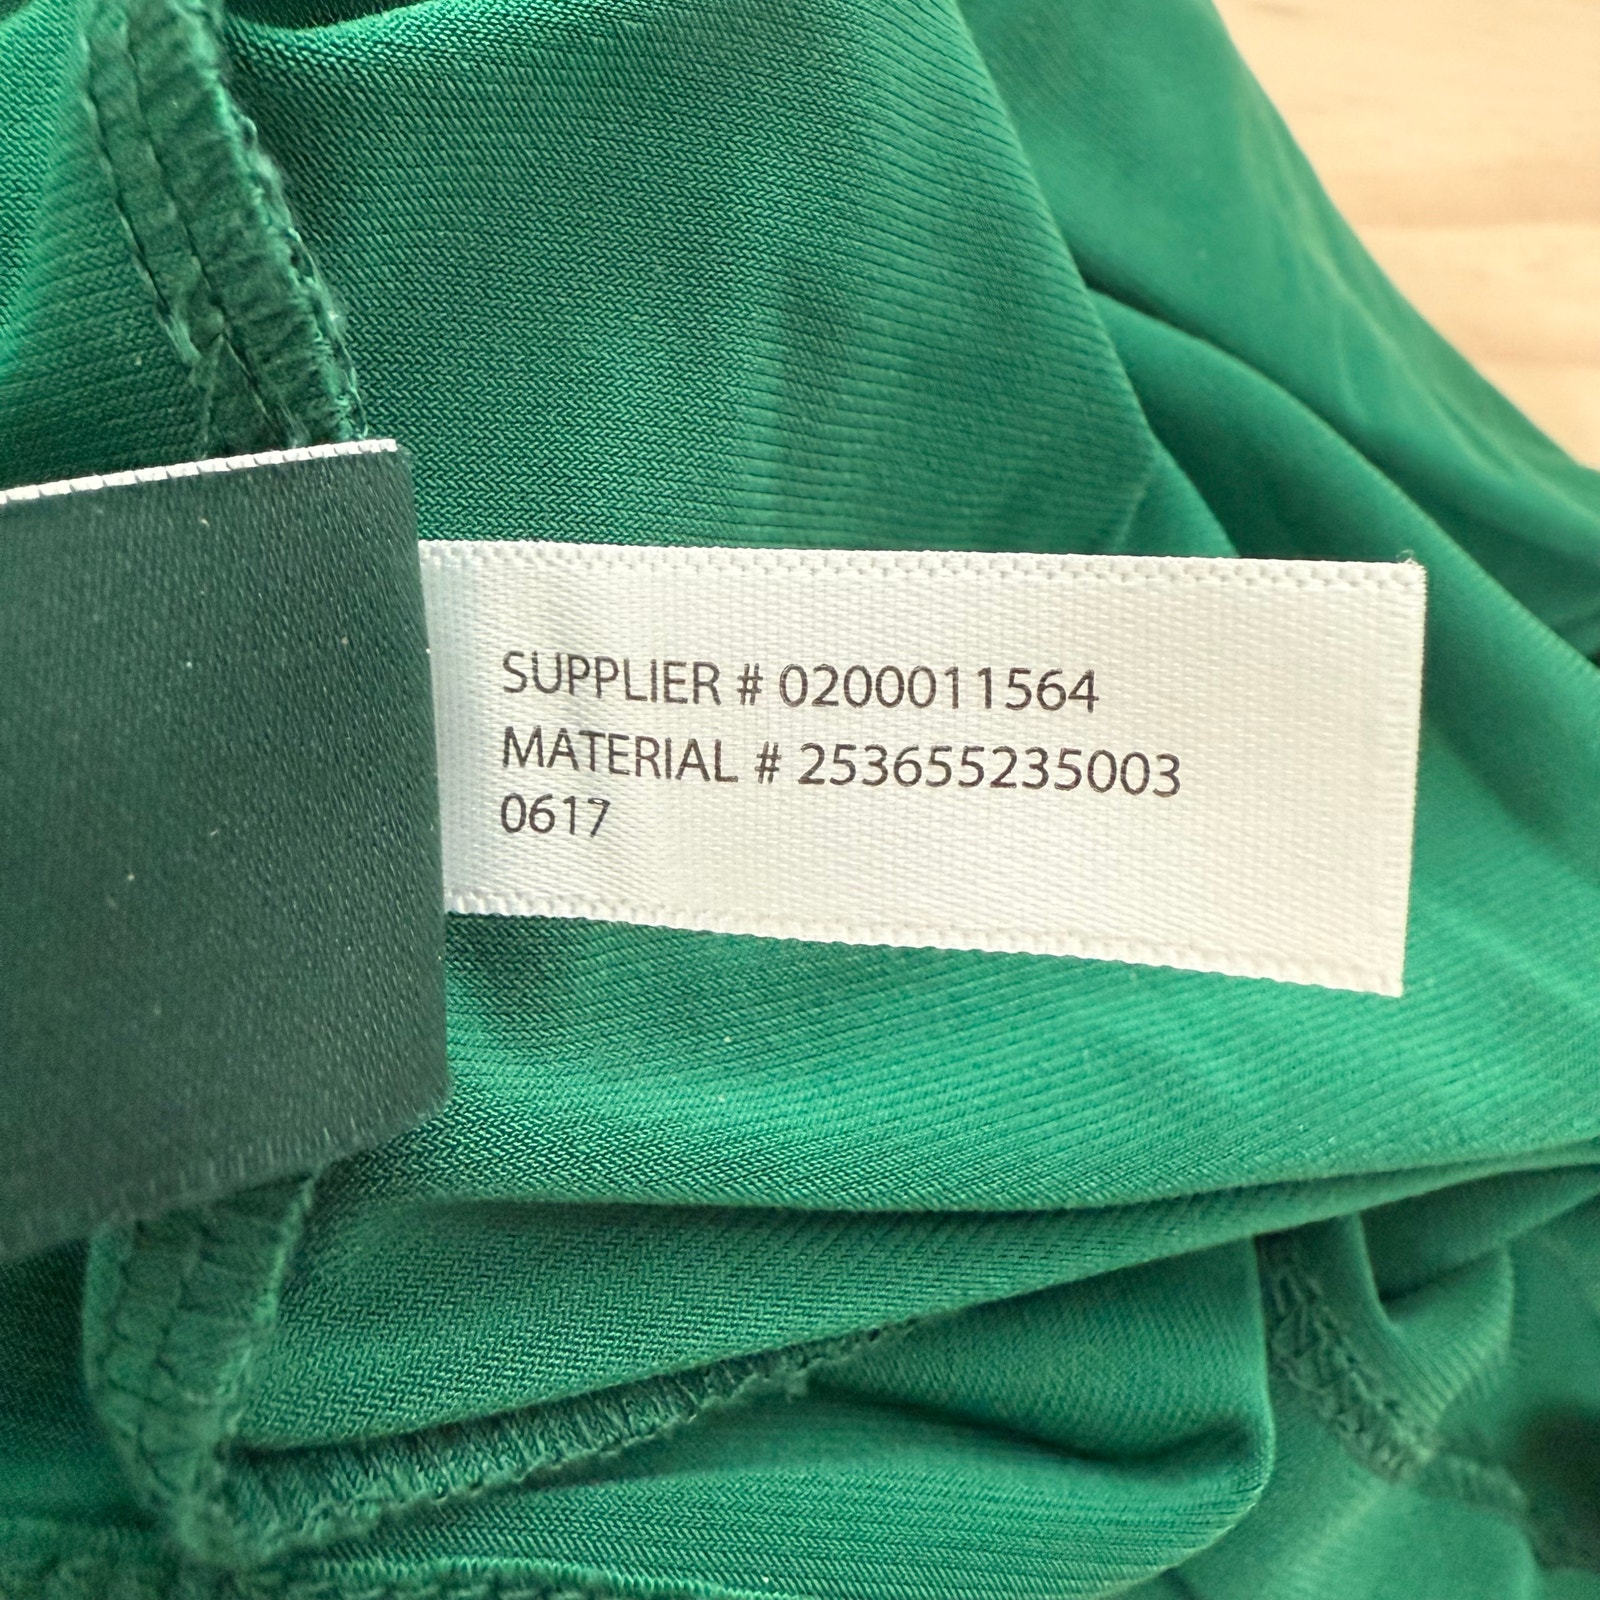 SUPPLIER # 0200011564
MATERIAL # 253655235003
0617